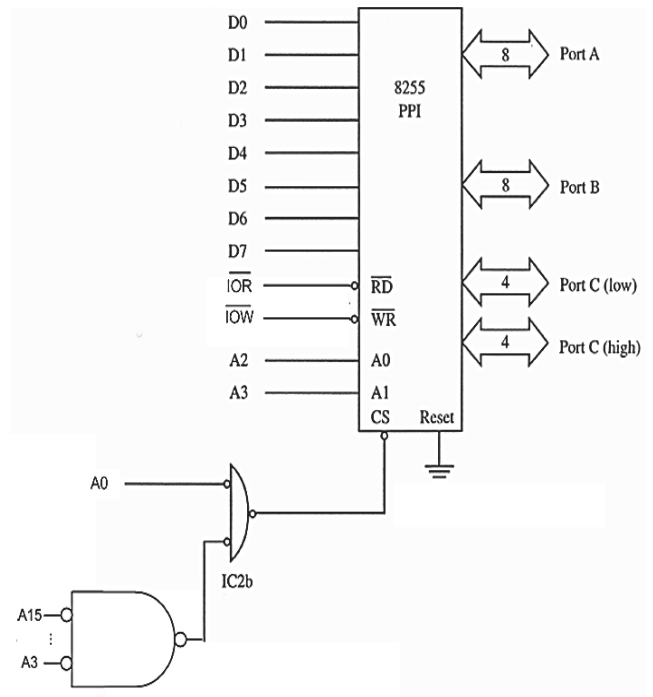 D0
D1
8
Port A
D2
8255
PPI
D3
D4
D5
8
Port B
D6
D7
IOR
RD
4
Port C (low)
IOW
WR
4
Port C (high)
A2
A0
A3
A1
CS
Reset
A0
IC2b
A15
...
A3